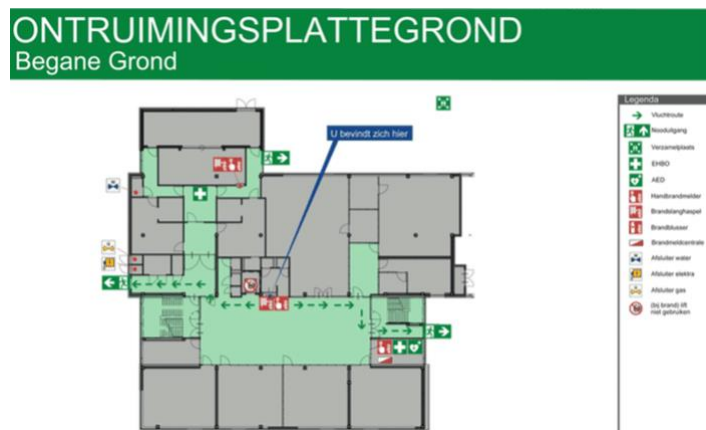 ONTRUIMINGSPLATTEGROND
Begane Grond
U bevindt zich hier
Legenda
Vluchtroute
Nooduitgang
Verzamelplaats
EHBO
AED
Handbrandmelder
Brandslanghaspel
Brandblusser
Brandmeldcentrale
Afsluiter water
Afsluiter elektra
Afsluiter gas
(bij brand) lift
niet gebruiken